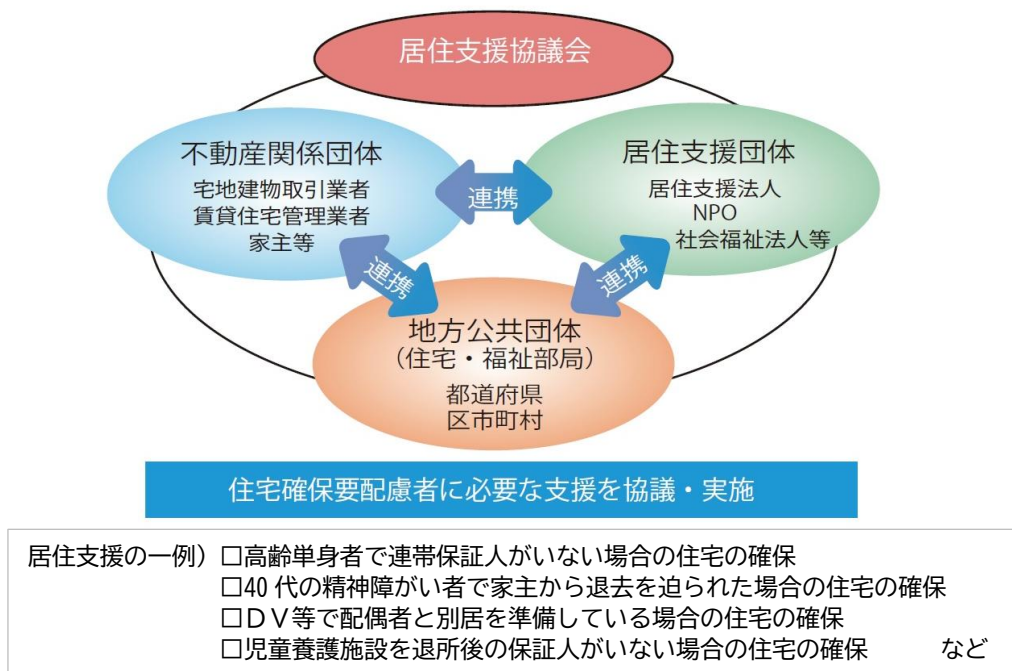 居住支援協議会
不動産関係団体
宅地建物取引業者
賃貸住宅管理業者
家主等
連携
居住支援団体
居住支援法人
NPO
社会福祉法人等
連携
連携
地方公共団体
(住宅・福祉部局)
都道府県
区市町村
住宅確保要配慮者に必要な支援を協議・実施
居住支援の一例）□高齢単身者で連帯保証人がいない場合の住宅の確保
□40代の精神障がい者で家主から退去を迫られた場合の住宅の確保
□ＤＶ等で配偶者と別居を準備している場合の住宅の確保
□児童養護施設を退所後の保証人がいない場合の住宅の確保　　　など